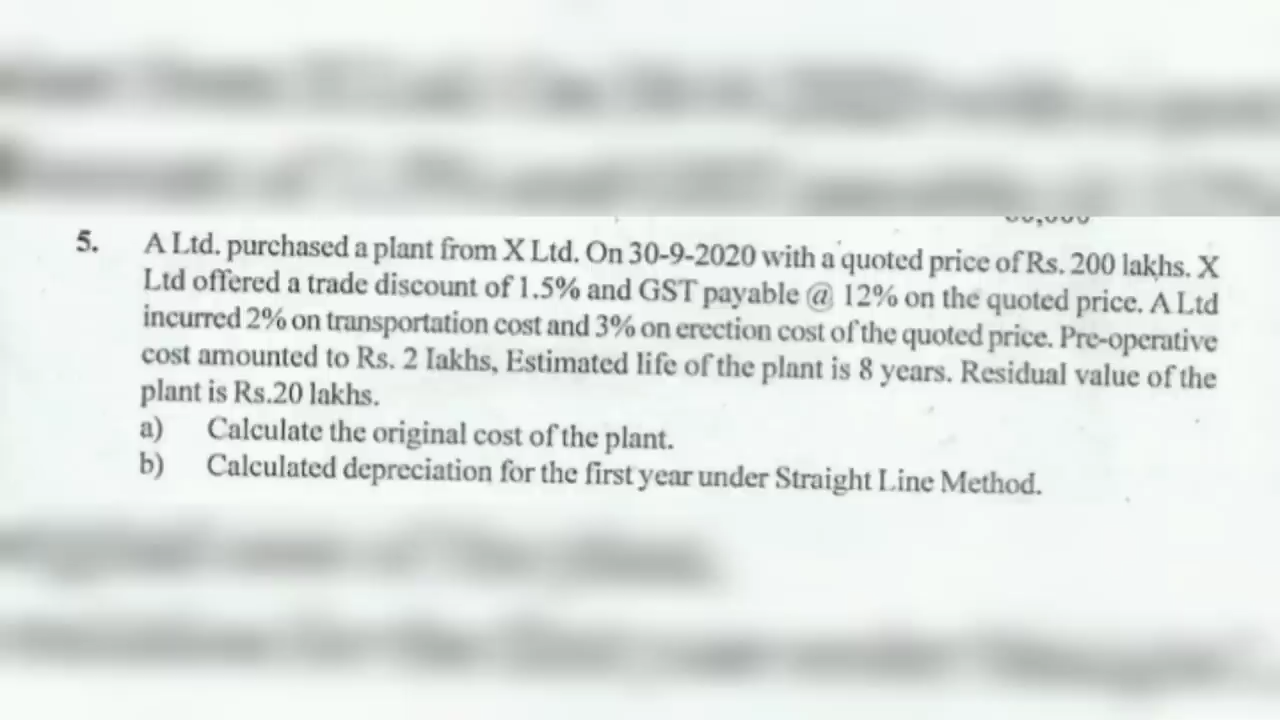 5. A Ltd. purchased a plant from X Ltd. On 30-9-2020 with a quoted price of Rs. 200 lakhs. X
Ltd offered a trade discount of 1.5% and GST payable @ 12% on the quoted price. A Ltd
incurred 2% on transportation cost and 3% on erection cost of the quoted price. Pre-operative
cost amounted to Rs. 2 lakhs, Estimated life of the plant is 8 years. Residual value of the
plant is Rs.20 lakhs.
a) Calculate the original cost of the plant.
b) Calculated depreciation for the first year under Straight Line Method.